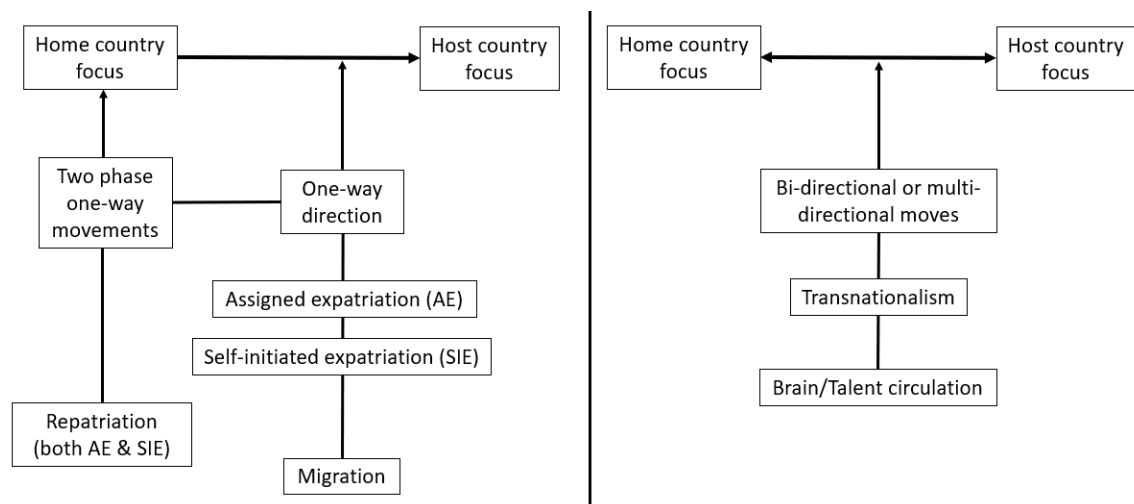 Home country
focus
Host country
focus
Two phase
one-way
movements
One-way
direction
Assigned expatriation (AE)
Self-initiated expatriation (SIE)
Repatriation
(both AE & SIE)
Migration
Home country
focus
Host country
focus
Bi-directional or multi-
directional moves
Transnationalism
Brain/Talent circulation